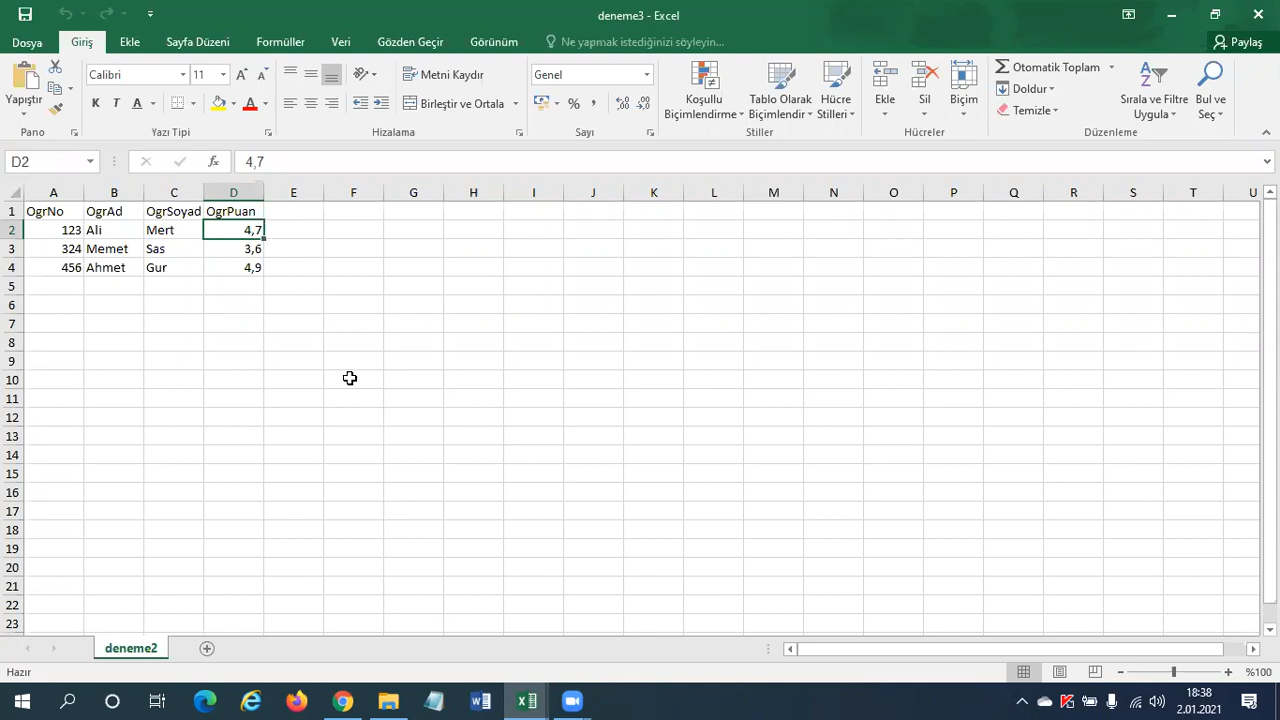 deneme3 - Excel
Dosya Giriş Ekle Sayfa Düzeni Formüller Veri Gözden Geçir Görünüm Ne yapmak istediğinizi söyleyin... Paylaş
Yapıştır
Calibri 11
K T A A
Metni Kaydır
Birleştir ve Ortala
Genel
%
Koşullu Biçimlendirme
Tablo Olarak Biçimlendir
Hücre Stilleri
Ekle Sil Biçim
Otomatik Toplam
Doldur
Temizle
Sırala ve Filtre Uygula
Bul ve Seç
Pano Yazı Tipi Hizalama Sayı Stiller Hücreler Düzenleme
D2 fx 4,7
A B C D E F G H I J K L M N O P Q R S T U
1 OgrNo OgrAd OgrSoyad OgrPuan
2 123 Ali Mert 4,7
3 324 Memet Sas 3,6
4 456 Ahmet Gur 4,9
5
6
7
8
9
10
11
12
13
14
15
16
17
18
19
20
21
22
23
deneme2
Hazır %100
18:38
2.01.2021